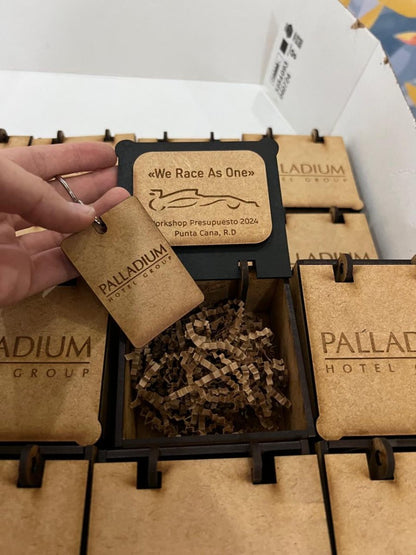 «We Race As One»
Workshop Presupuesto 2024
Punta Cana, R.D
PALLADIUM
HOTEL GROUP
PALLADIUM
HOTEL GROUP
PALLADIUM
HOTEL GROUP
ADIUM
GROUP